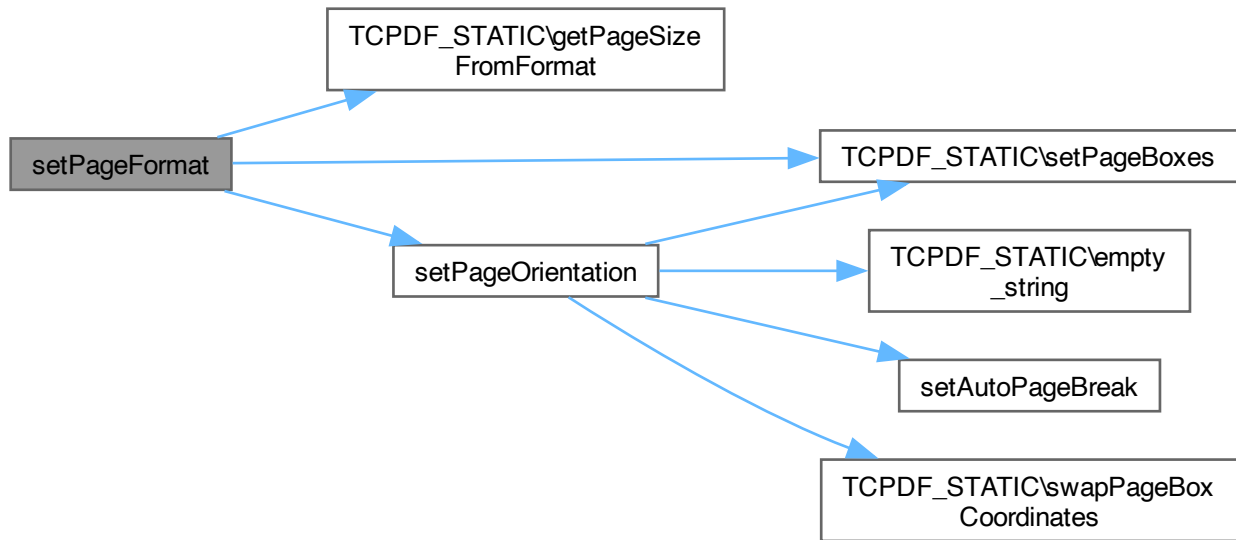 TCPDF_STATIC\getPageSize
FromFormat
setPageFormat
TCPDF_STATIC\setPageBoxes
setPageOrientation
TCPDF_STATIC\empty
_string
setAutoPageBreak
TCPDF_STATIC\swapPageBox
Coordinates